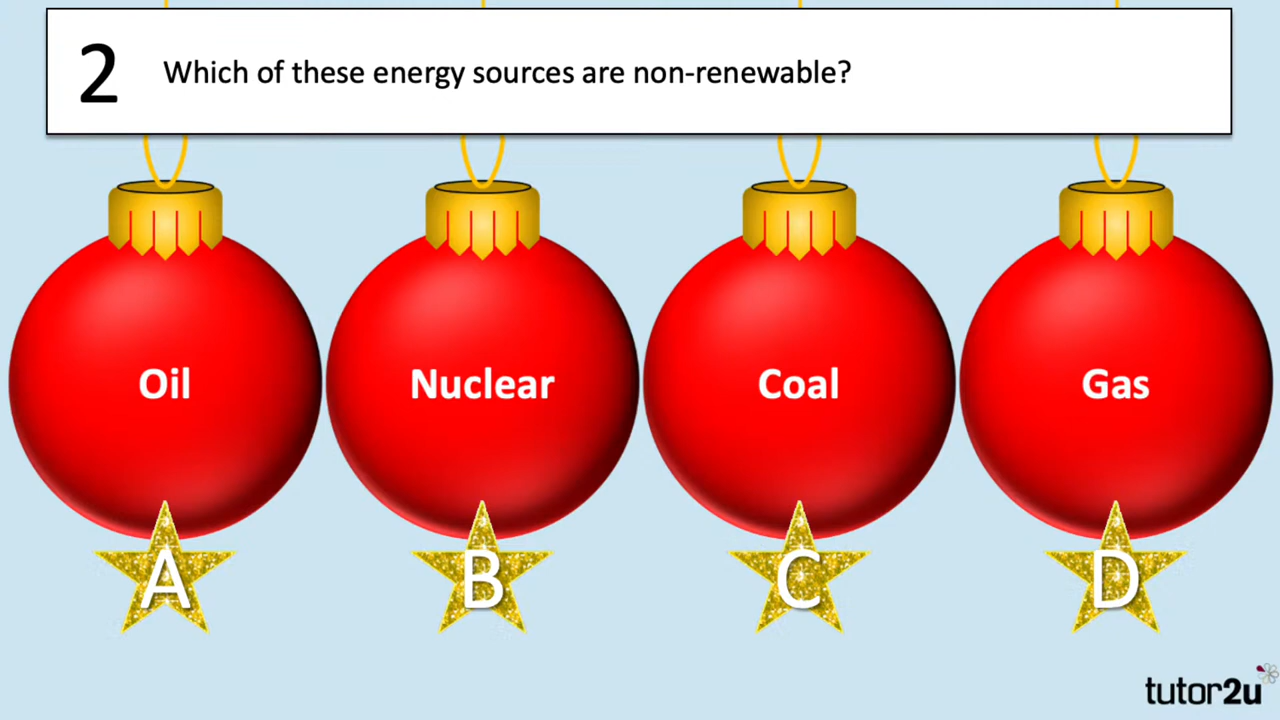 2 Which of these energy sources are non-renewable?
Oil Nuclear Coal Gas
A B C D
tutor2u